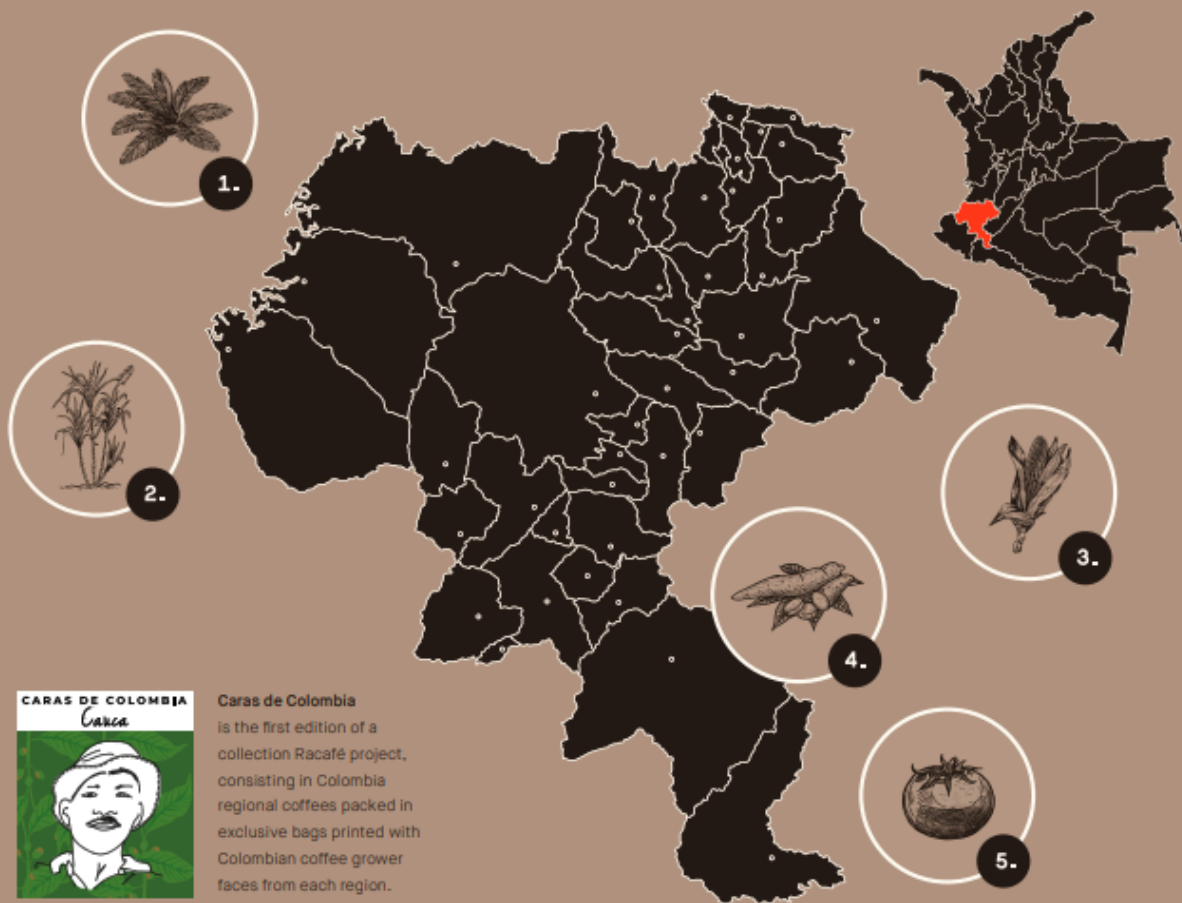 1.
2.
3.
4.
5.
CARAS DE COLOMBIA
Cauca
Caras de Colombia
is the first edition of a
collection Racafé project,
consisting in Colombia
regional coffees packed in
exclusive bags printed with
Colombian coffee grower
faces from each region.